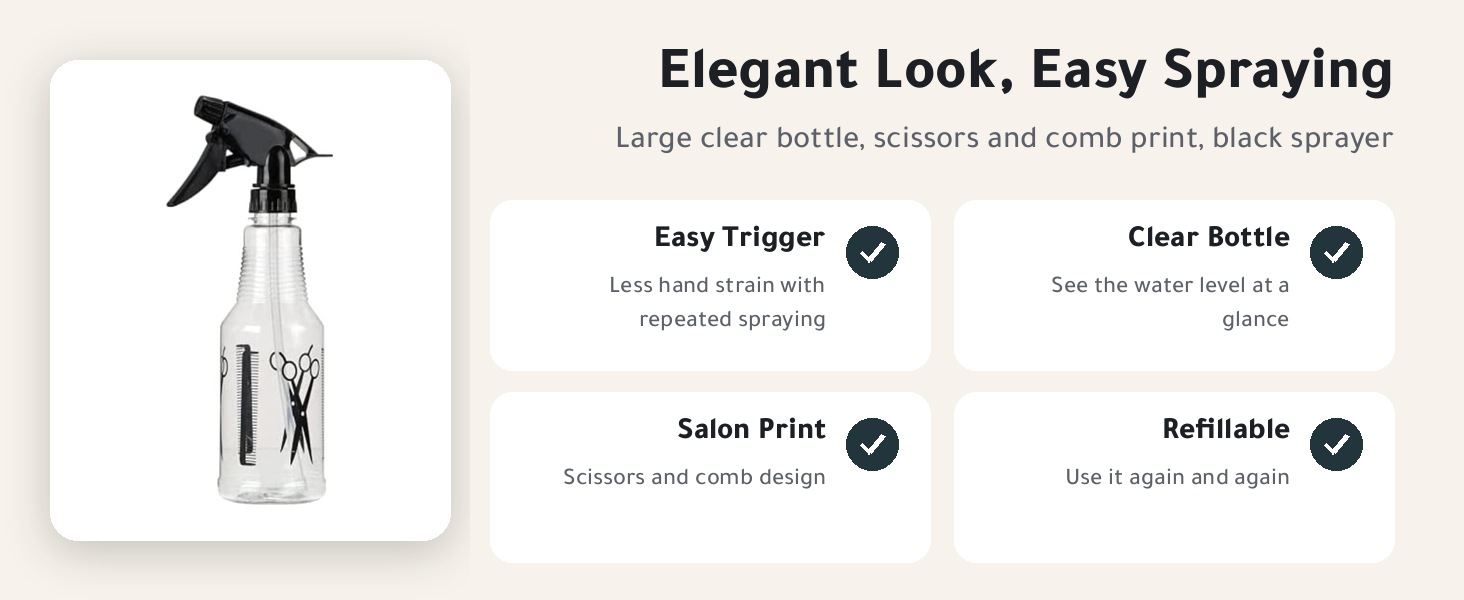 Elegant Look, Easy Spraying
Large clear bottle, scissors and comb print, black sprayer
Easy Trigger
Less hand strain with
repeated spraying
Clear Bottle
See the water level at a
glance
Salon Print
Scissors and comb design
Refillable
Use it again and again